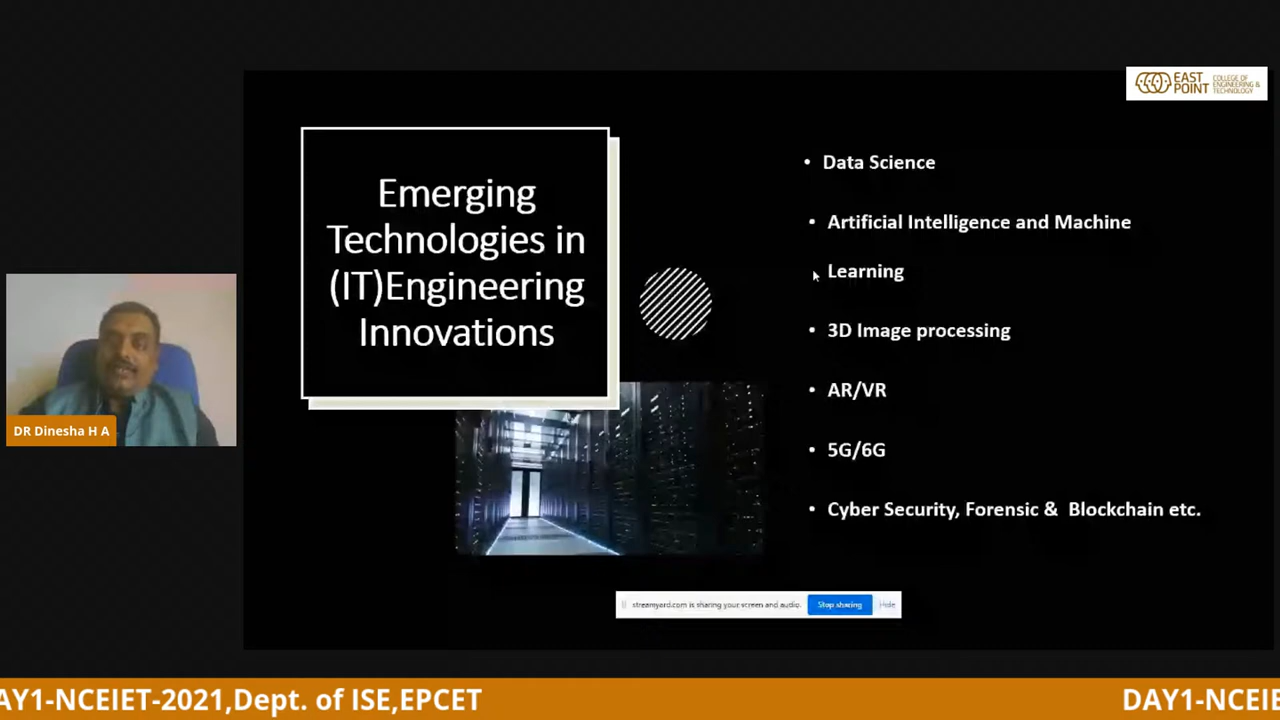 EAST
POINT
COLLEGE OF
ENGINEERING &
TECHNOLOGY
Emerging
Technologies in
(IT)Engineering
Innovations
• Data Science
• Artificial Intelligence and Machine
Learning
• 3D Image processing
• AR/VR
• 5G/6G
• Cyber Security, Forensic & Blockchain etc.
DR Dinesha H A
streamyard.com is sharing your screen and audio. Stop sharing Hide
AY1-NCEIET-2021,Dept. of ISE,EPCET DAY1-NCEIE